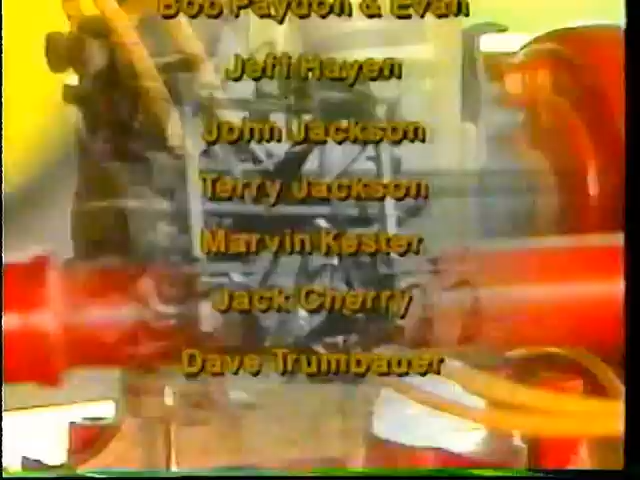 Bob Paydon & Evan
Jeff Hayen
John Jackson
Terry Jackson
Marvin Kester
Jack Cherry
Dave Trumbauer